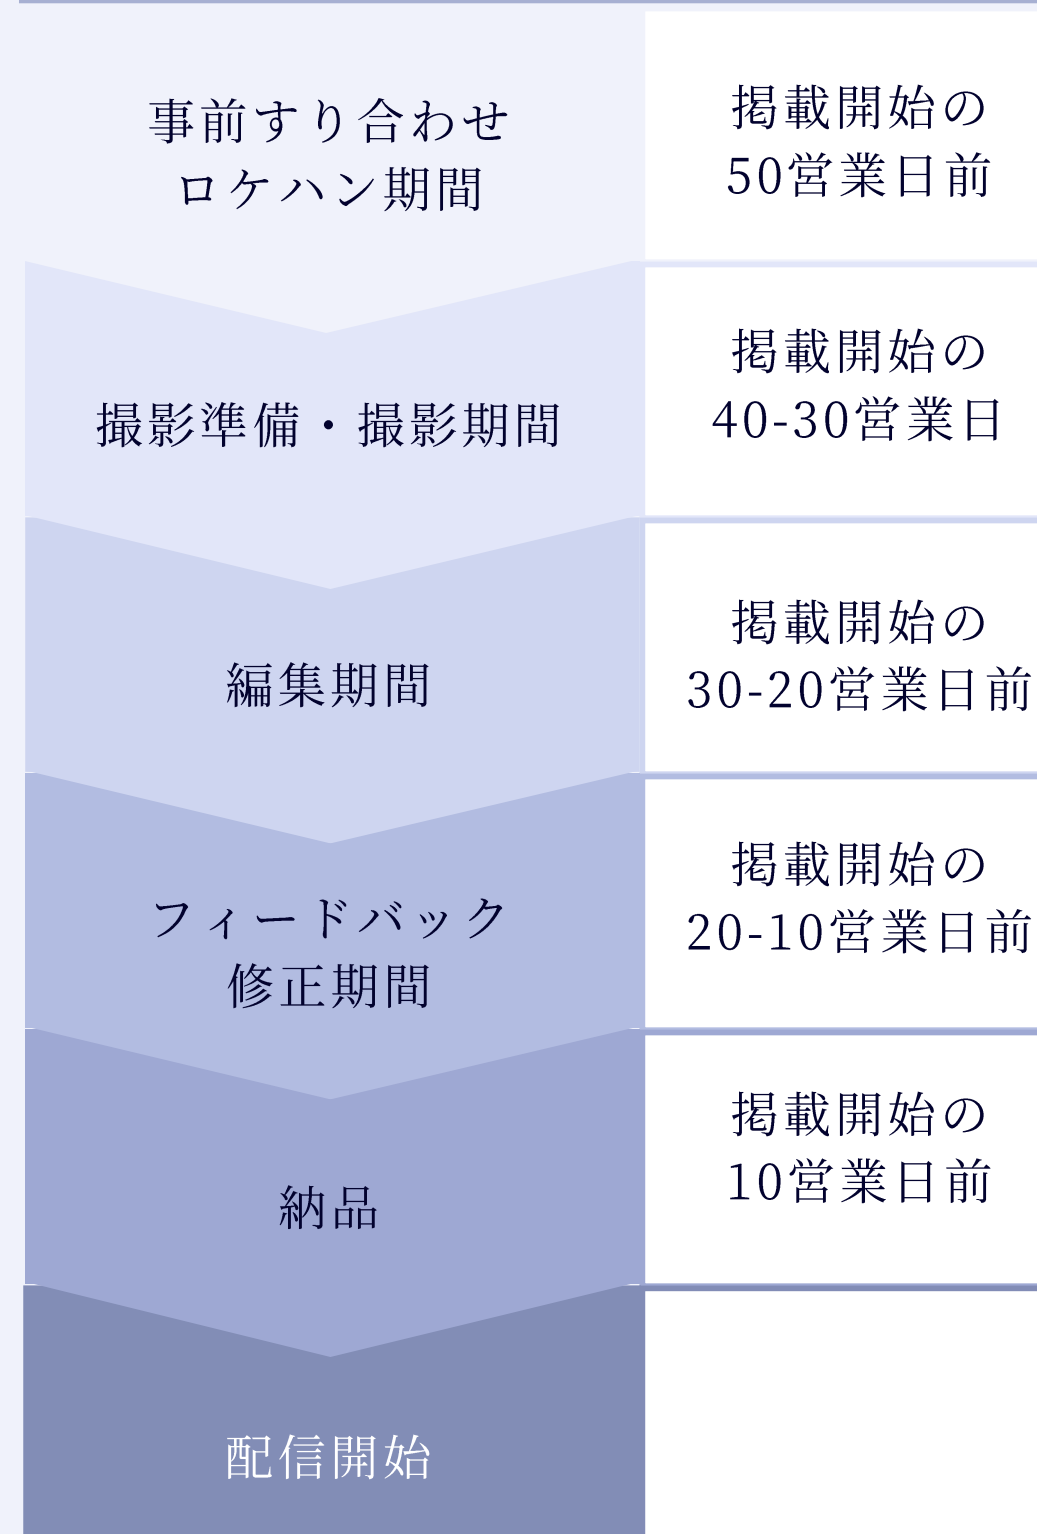 事前すり合わせ
ロケハン期間
掲載開始の
50営業日前
撮影準備・撮影期間
掲載開始の
40-30営業日
編集期間
掲載開始の
30-20営業日前
フィードバック
修正期間
掲載開始の
20-10営業日前
納品
掲載開始の
10営業日前
配信開始